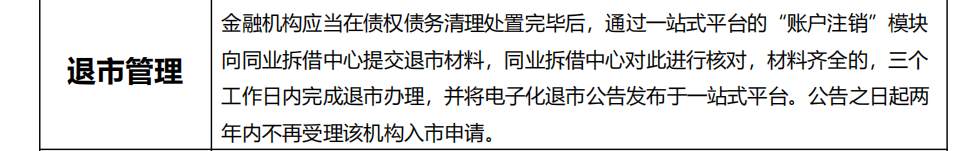 退市管理
金融机构应当在债权债务清理处置完毕后，通过一站式平台的“账户注销”模块
向同业拆借中心提交退市材料，同业拆借中心对此进行核对，材料齐全的，三个
工作日内完成退市办理，并将电子化退市公告发布于一站式平台。公告之日起两
年内不再受理该机构入市申请。